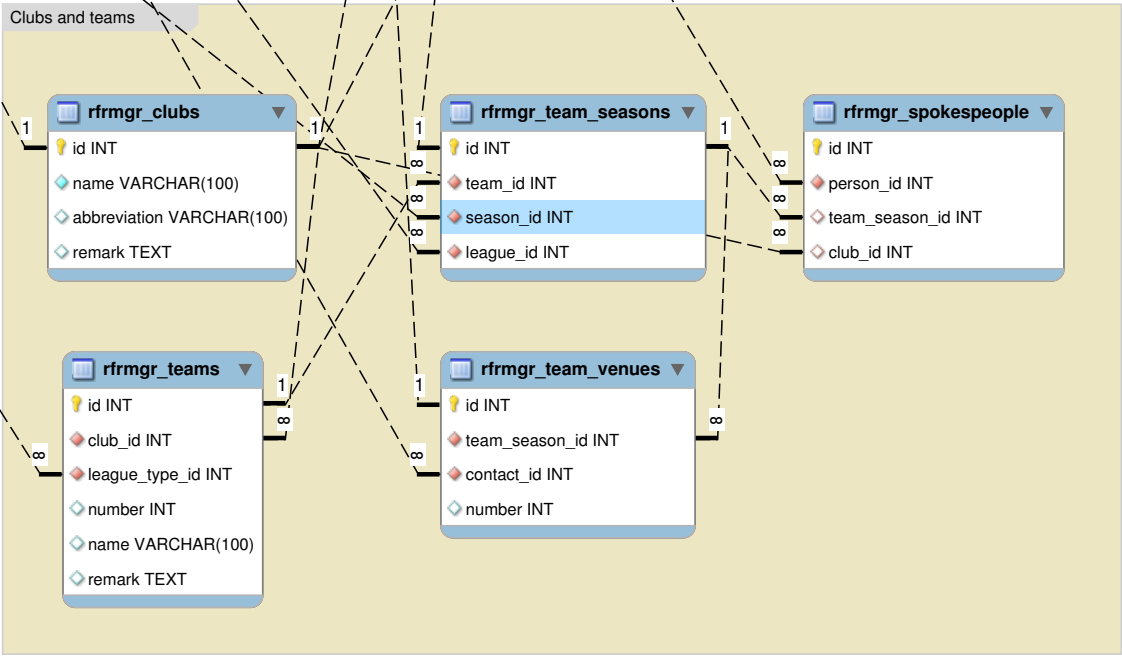 Clubs and teams
rfrmgr_clubs
id INT
name VARCHAR(100)
abbreviation VARCHAR(100)
remark TEXT
rfrmgr_team_seasons
id INT
team_id INT
season_id INT
league_id INT
rfrmgr_spokespeople
id INT
person_id INT
team_season_id INT
club_id INT
rfrmgr_teams
id INT
club_id INT
league_type_id INT
number INT
name VARCHAR(100)
remark TEXT
rfrmgr_team_venues
id INT
team_season_id INT
contact_id INT
number INT
1
1
1
∞
∞
∞
1
∞
∞
∞
1
∞
∞
1
∞
∞